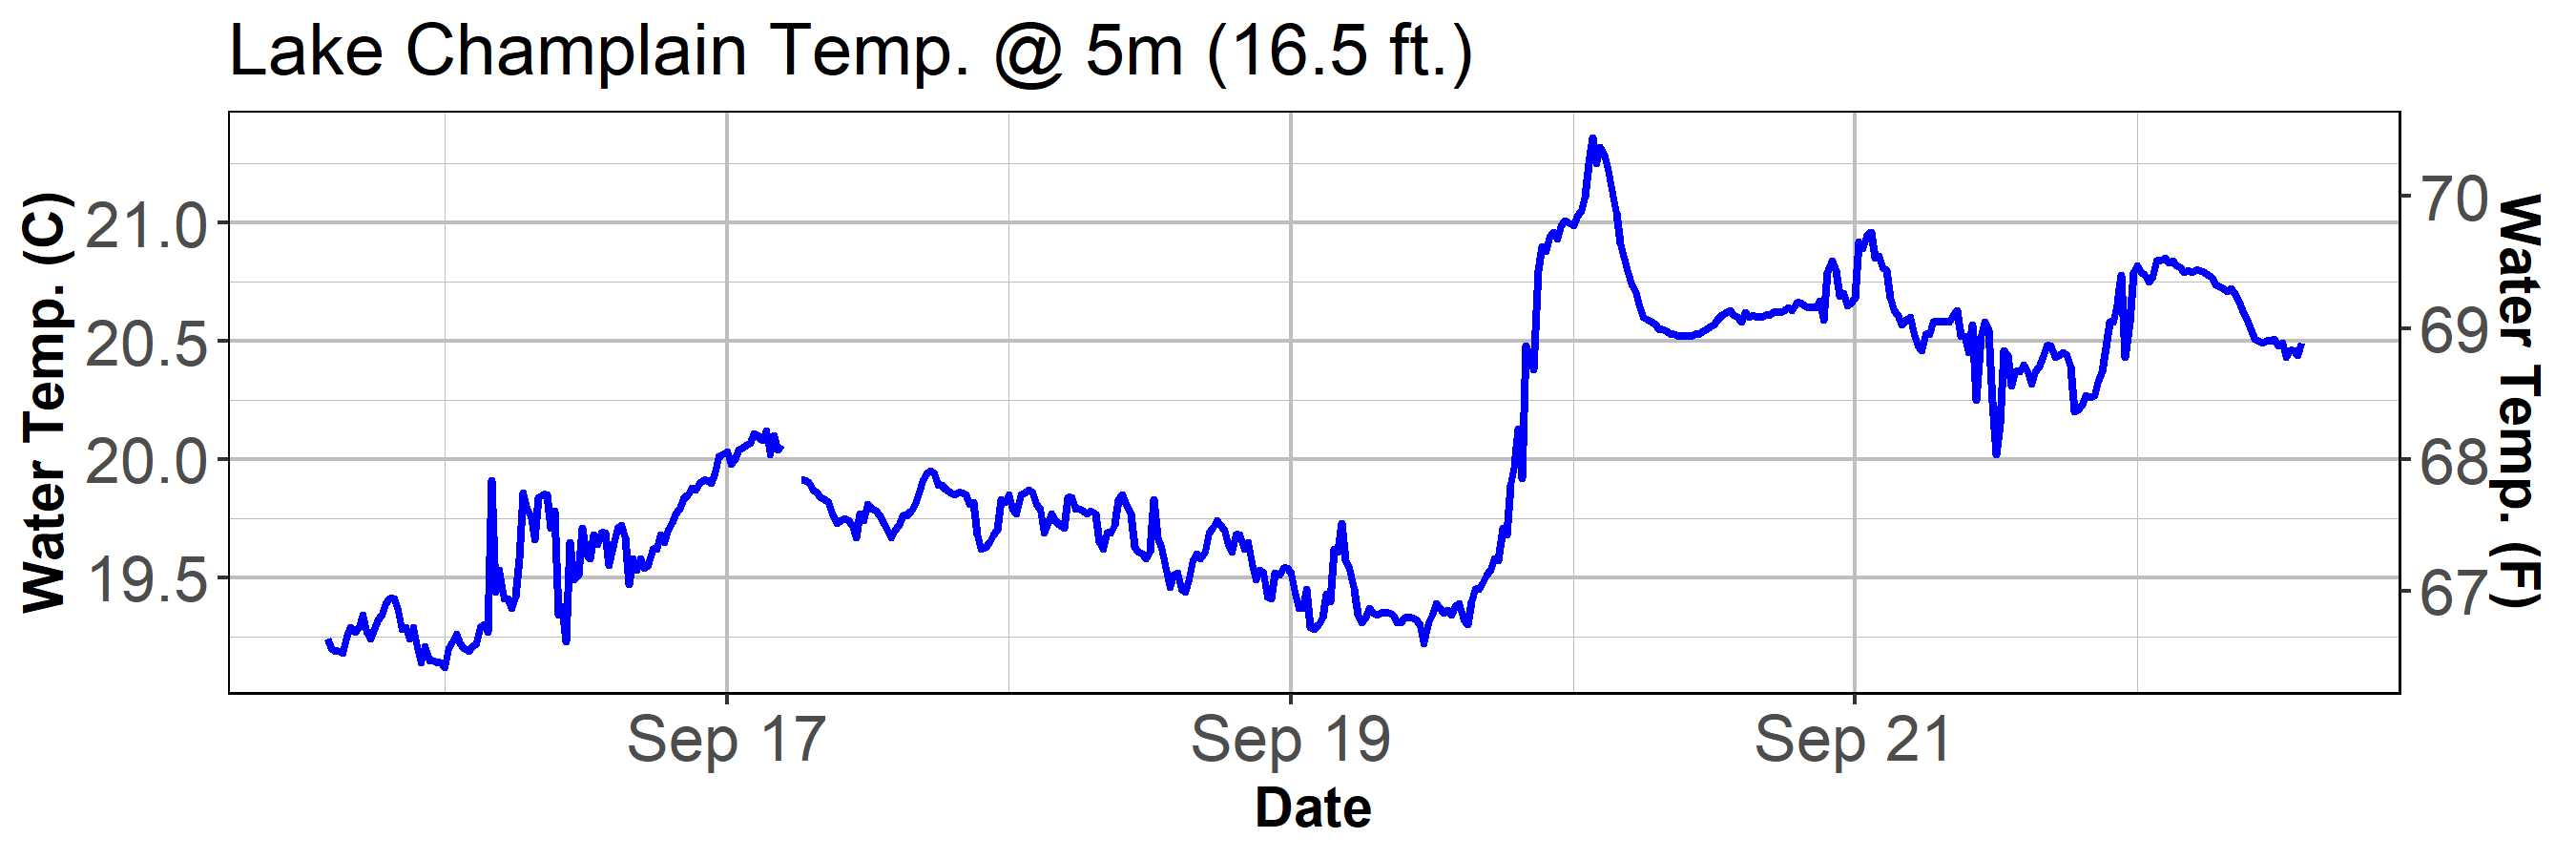 Lake Champlain Temp. @ 5m (16.5 ft.)
Water Temp. (C)
21.0
20.5
20.0
19.5
70
69
68
67
Water Temp. (F)
Sep 17
Sep 19
Sep 21
Date